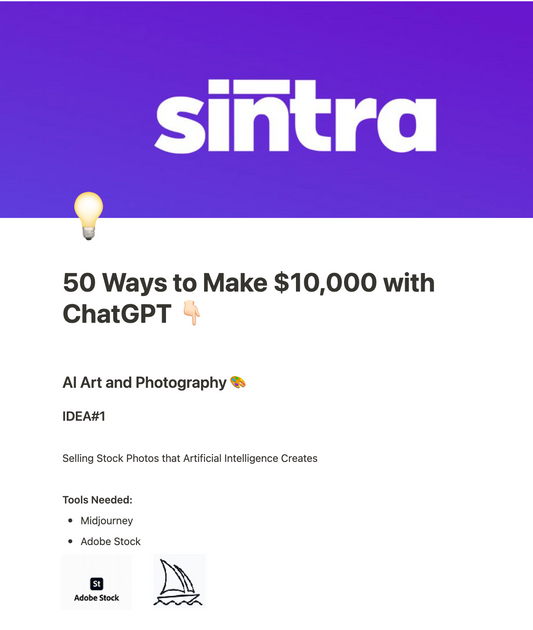 sintra
50 Ways to Make $10,000 with
ChatGPT 👇🏻
AI Art and Photography 🎨
IDEA#1
Selling Stock Photos that Artificial Intelligence Creates
Tools Needed:
• Midjourney
• Adobe Stock
St
Adobe Stock